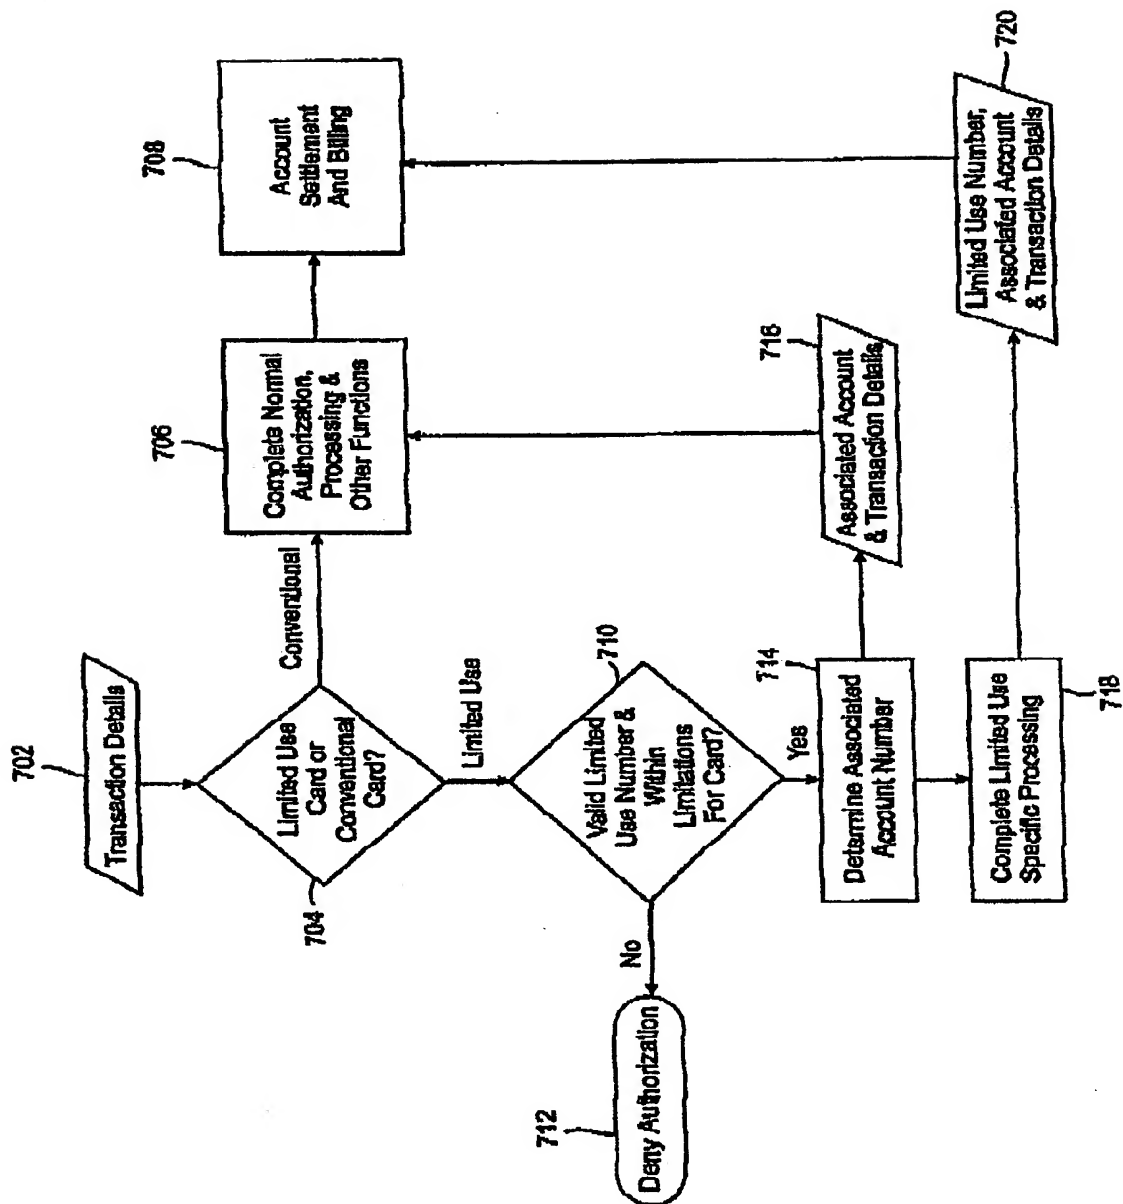 702
Transaction Details
704
Limited Use
Card or
Conventional
Card?
Conventional
706
Complete Normal
Authorization,
Processing &
Other Functions
708
Account
Settlement
And Billing
Limited Use
710
Valid Limited
Use Number &
Within
Limitations
For Card?
No
712
Deny Authorization
Yes
714
Determine Associated
Account Number
716
Associated Account
& Transaction Details
718
Complete Limited Use
Specific Processing
720
Limited Use Number,
Associated Account
& Transaction Details